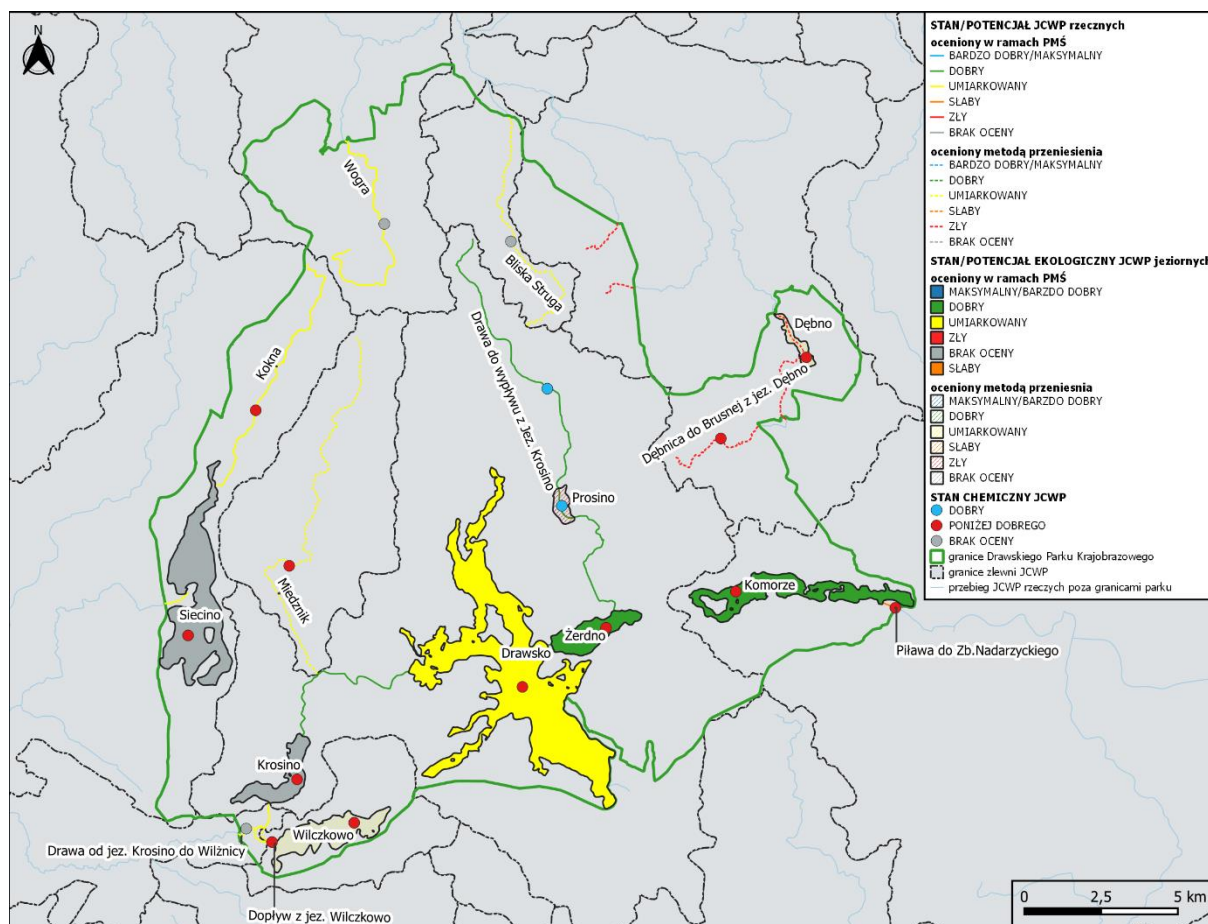 N
STAN/POTENCJAŁ JCWP rzecznych
oceniony w ramach PMŚ
BARDZO DOBRY/MAKSYMALNY
DOBRY
UMIARKOWANY
SŁABY
ZŁY
BRAK OCENY
oceniony metodą przeniesienia
BARDZO DOBRY/MAKSYMALNY
DOBRY
UMIARKOWANY
SŁABY
ZŁY
BRAK OCENY
STAN/POTENCJAŁ EKOLOGICZNY JCWP jeziornych
oceniony w ramach PMŚ
MAKSYMALNY/BARZDO DOBRY
DOBRY
UMIARKOWANY
ZŁY
BRAK OCENY
SŁABY
oceniony metodą przeniesnia
MAKSYMALNY/BARZDO DOBRY
DOBRY
UMIARKOWANY
SŁABY
ZŁY
BRAK OCENY
STAN CHEMICZNY JCWP
DOBRY
PONIŻEJ DOBREGO
BRAK OCENY
granice Drawskiego Parku Krajobrazowego
granice zlewni JCWP
przebieg JCWP rzeczych poza granicami parku
Wogra
Bliska Struga
Kokna
Drawa do wypływu z Jez. Krosino
Dębno
Dębnica do Brusnej z jez. Dębno
Prosino
Miedznik
Komorze
Siecino
Żerdno
Drawsko
Piława do Zb.Nadarzyckiego
Krosino
Wilczkowo
Drawa od jez. Krosino do Wilżnicy
Dopływ z jez. Wilczkowo
0 2,5 5 km